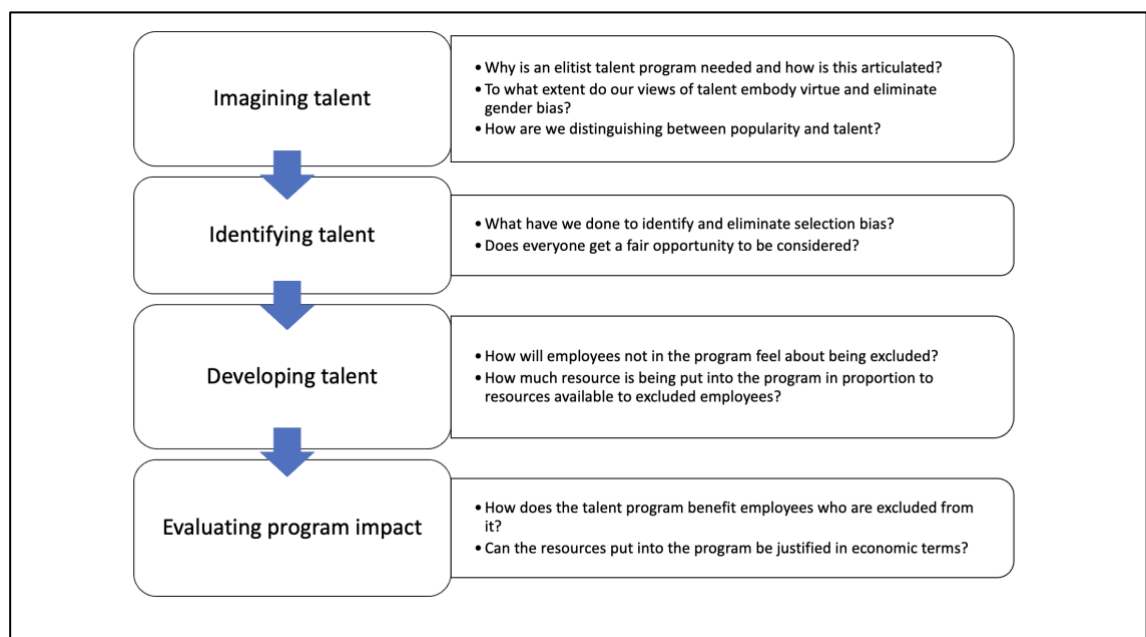 Imagining talent
• Why is an elitist talent program needed and how is this articulated?
• To what extent do our views of talent embody virtue and eliminate
gender bias?
• How are we distinguishing between popularity and talent?
Identifying talent
• What have we done to identify and eliminate selection bias?
• Does everyone get a fair opportunity to be considered?
Developing talent
• How will employees not in the program feel about being excluded?
• How much resource is being put into the program in proportion to
resources available to excluded employees?
Evaluating program impact
• How does the talent program benefit employees who are excluded from
it?
• Can the resources put into the program be justified in economic terms?